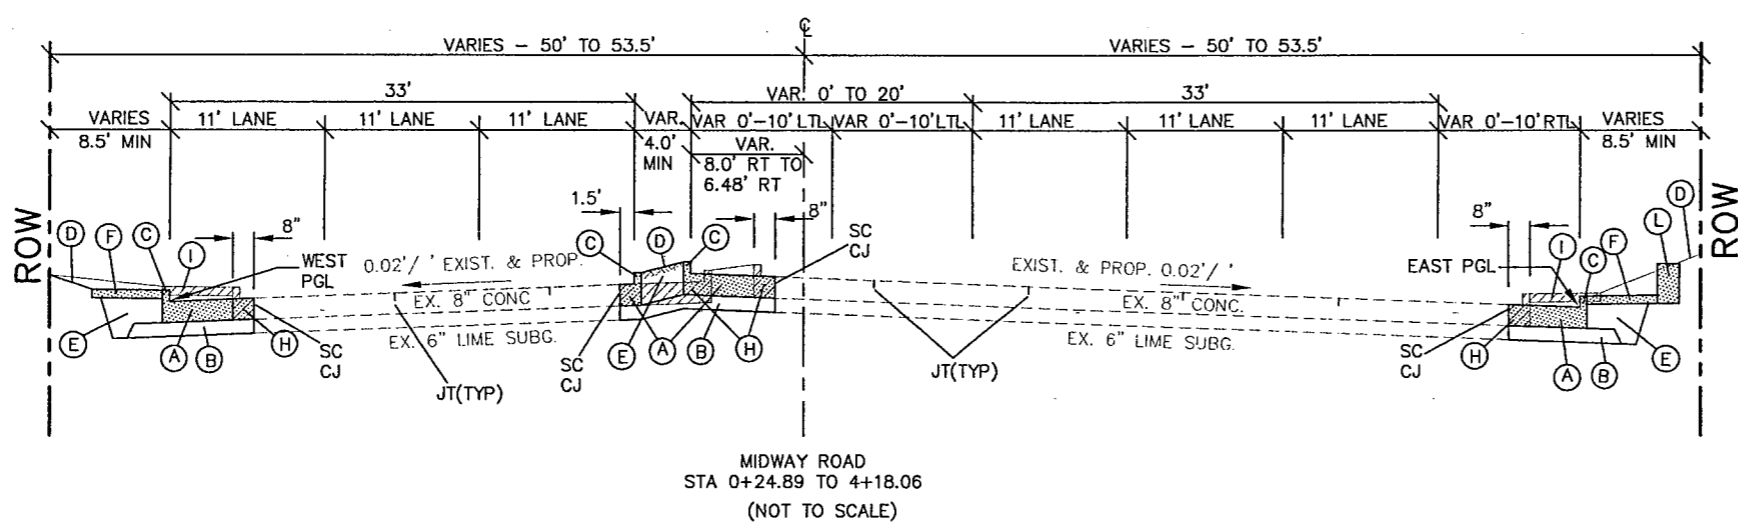 ℄
VARIES - 50' TO 53.5'
VARIES - 50' TO 53.5'
33'
VAR. 0' TO 20'
33'
VARIES
8.5' MIN
11' LANE
11' LANE
11' LANE
VAR.
4.0'
MIN
VAR 0'-10'LTL
VAR 0'-10'LTL
11' LANE
11' LANE
11' LANE
VAR 0'-10'RTL
VARIES
8.5' MIN
VAR.
8.0' RT TO
6.48' RT
1.5'
8"
8"
8"
ROW
D
F
C
I
WEST
PGL
0.02'/ ' EXIST. & PROP.
C
D
C
SC
CJ
EXIST. & PROP. 0.02'/ '
EAST PGL
I
C
F
L
D
ROW
EX. 8" CONC
EX. 8" CONC.
EX. 6" LIME SUBG.
EX. 6" LIME SUBG.
E
A
B
H
SC
CJ
JT(TYP)
SC
CJ
E
A
B
H
JT(TYP)
SC
CJ
H
A
B
E
MIDWAY ROAD
STA 0+24.89 TO 4+18.06
(NOT TO SCALE)